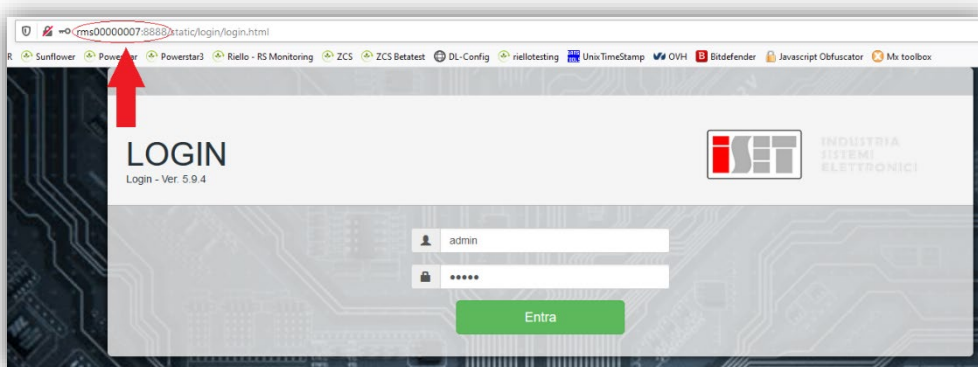 rms00000007:8888/static/login/login.html
R Sunflower Powerstar Powerstar3 Riello - RS Monitoring ZCS ZCS Betatest DL-Config riellotesting UnixTimeStamp OVH Bitdefender Javascript Obfuscator Mx toolbox
LOGIN
Login - Ver. 5.9.4
iSET
INDUSTRIA
SISTEMI
ELETTRONICI
admin
•••••
Entra